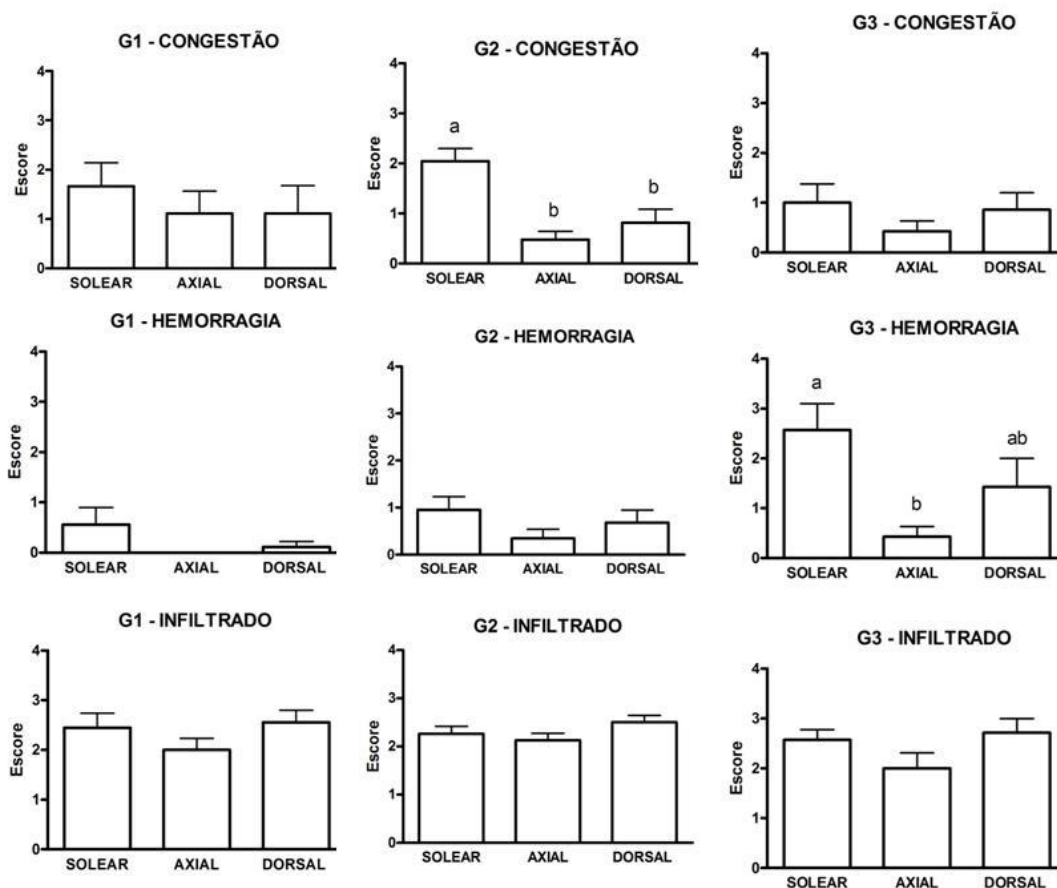 G1 - CONGESTÃO
4
3
2
1
0
Escore
SOLEAR AXIAL DORSAL
G2 - CONGESTÃO
4
3
2
1
0
Escore
a
b
b
SOLEAR AXIAL DORSAL
G3 - CONGESTÃO
4
3
2
1
0
Escore
SOLEAR AXIAL DORSAL
G1 - HEMORRAGIA
4
3
2
1
0
Escore
SOLEAR AXIAL DORSAL
G2 - HEMORRAGIA
4
3
2
1
0
Escore
SOLEAR AXIAL DORSAL
G3 - HEMORRAGIA
4
3
2
1
0
Escore
a
b
ab
SOLEAR AXIAL DORSAL
G1 - INFILTRADO
4
3
2
1
0
Escore
SOLEAR AXIAL DORSAL
G2 - INFILTRADO
4
3
2
1
0
Escore
SOLEAR AXIAL DORSAL
G3 - INFILTRADO
4
3
2
1
0
Escore
SOLEAR AXIAL DORSAL